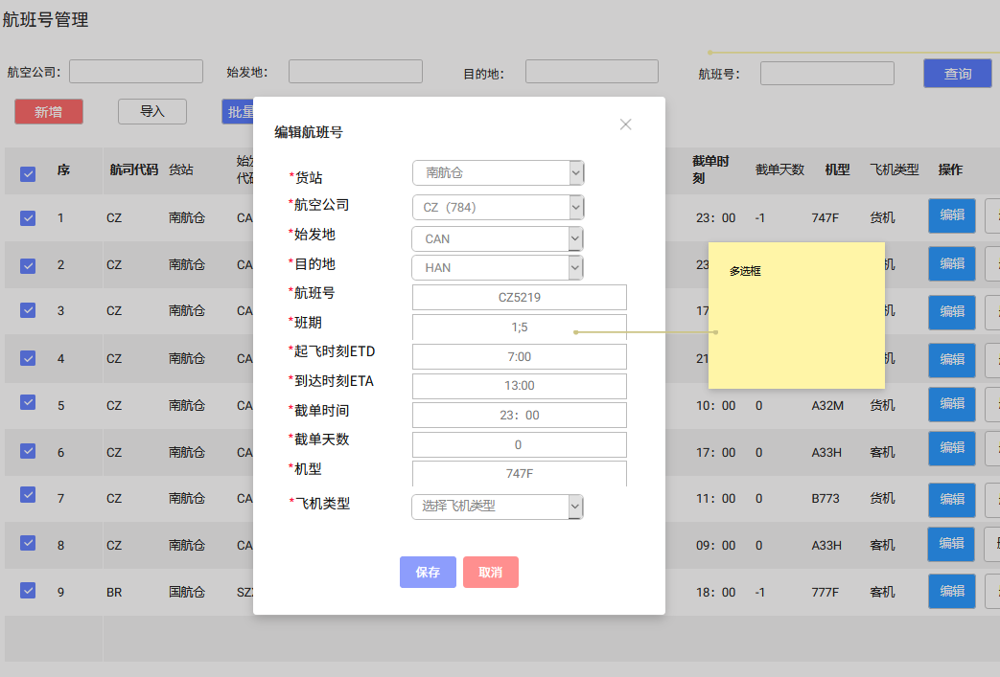 航班号管理
航空公司： 始发地： 目的地： 航班号： 查询
新增 导入 批量
编辑航班号
*货站 南航仓
*航空公司 CZ（784）
*始发地 CAN
*目的地 HAN
*航班号 CZ5219
*班期 1;5
*起飞时刻ETD 7:00
*到达时刻ETA 13:00
*截单时间 23：00
*截单天数 0
*机型 747F
*飞机类型 选择飞机类型
保存 取消
多选框
序 航司代码 货站 始发 代码 截单时刻 截单天数 机型 飞机类型 操作
1 CZ 南航仓 CA 23：00 -1 747F 货机 编辑
2 CZ 南航仓 CA 23 机 编辑
3 CZ 南航仓 CA 17 机 编辑
4 CZ 南航仓 CA 21 机 编辑
5 CZ 南航仓 CA 10：00 0 A32M 货机 编辑
6 CZ 南航仓 CA 17：00 0 A33H 客机 编辑
7 CZ 南航仓 CA 11：00 0 B773 货机 编辑
8 CZ 南航仓 CA 09：00 0 A33H 客机 编辑
9 BR 国航仓 SZ 18：00 -1 777F 客机 编辑